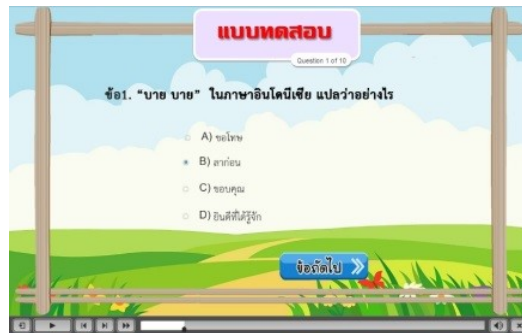 แบบทดสอบ
Question 1 of 10
ข้อ1. “บาย บาย” ในภาษาอินโดนีเซีย แปลว่าอย่างไร
A) ขอโทษ
B) ลาก่อน
C) ขอบคุณ
D) ยินดีที่ได้รู้จัก
ข้อถัดไป